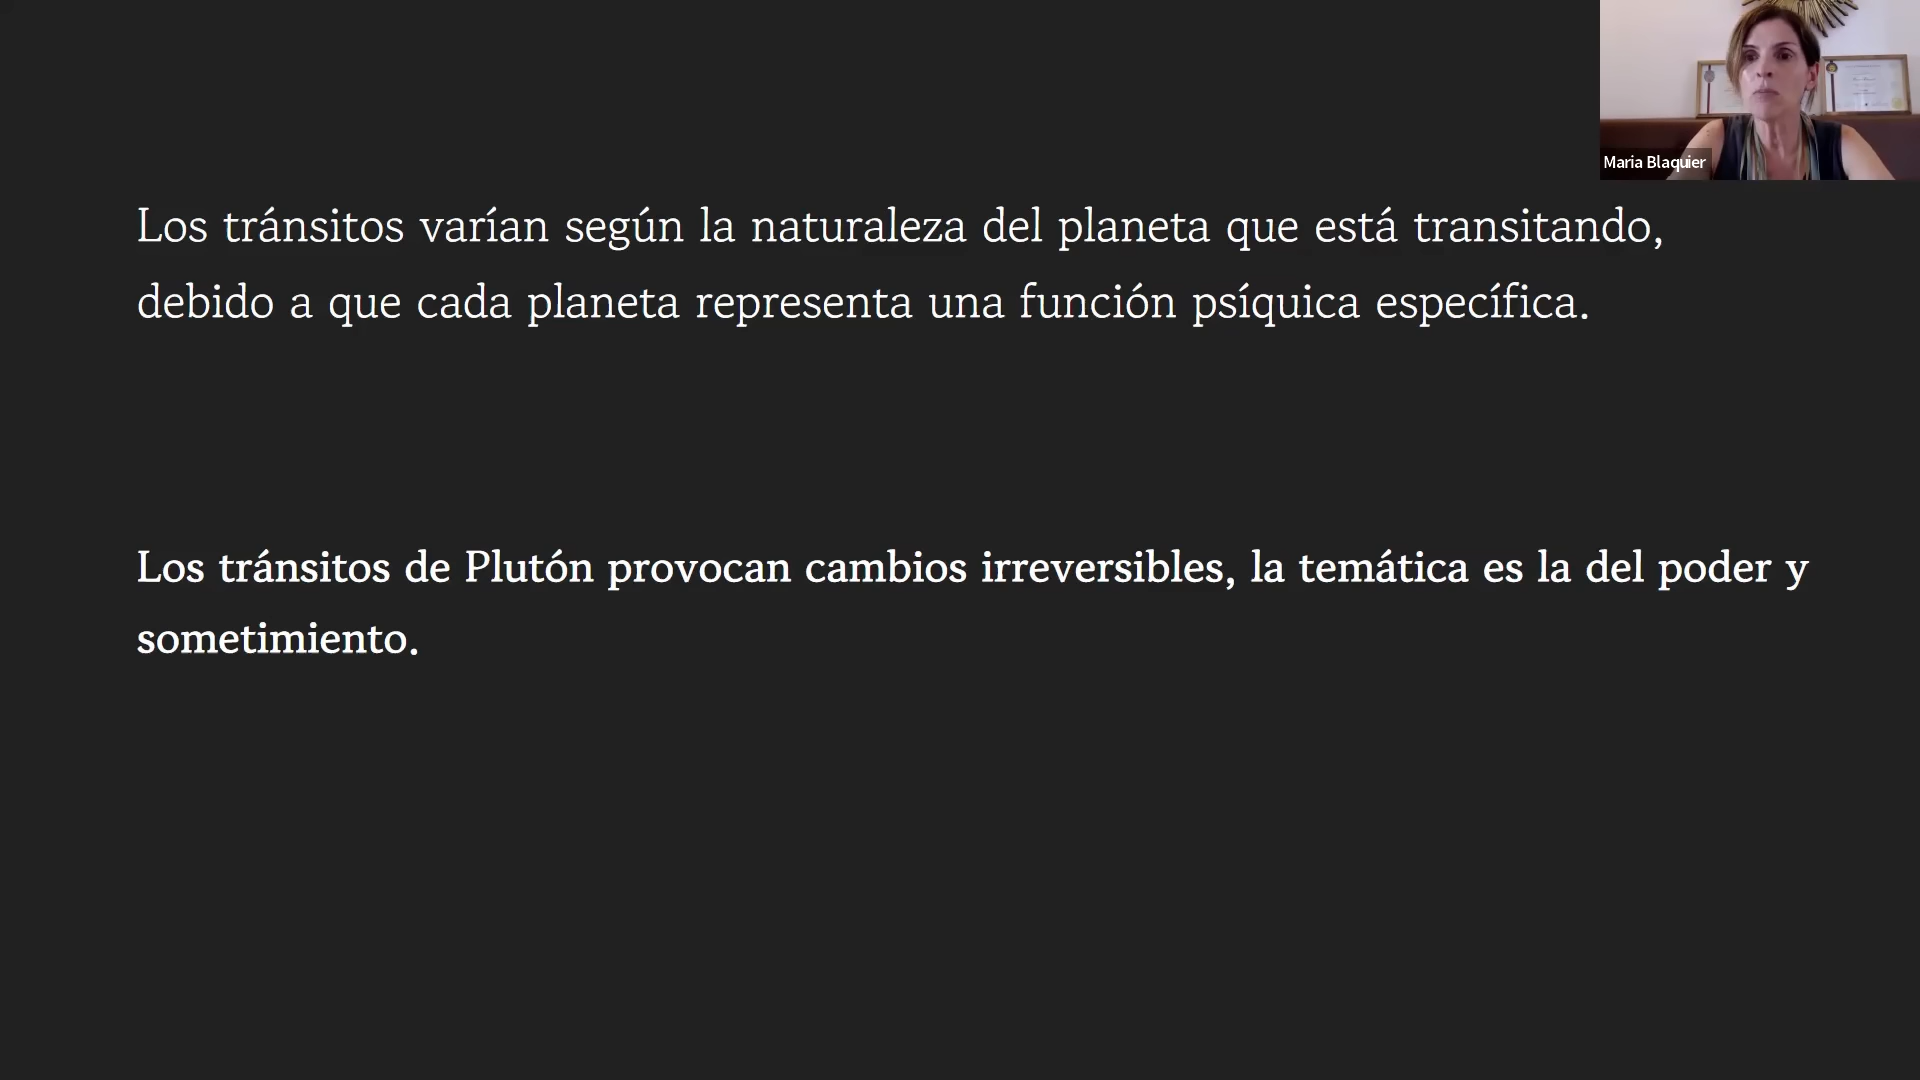 Maria Blaquier
Los tránsitos varían según la naturaleza del planeta que está transitando,
debido a que cada planeta representa una función psíquica específica.
Los tránsitos de Plutón provocan cambios irreversibles, la temática es la del poder y
sometimiento.